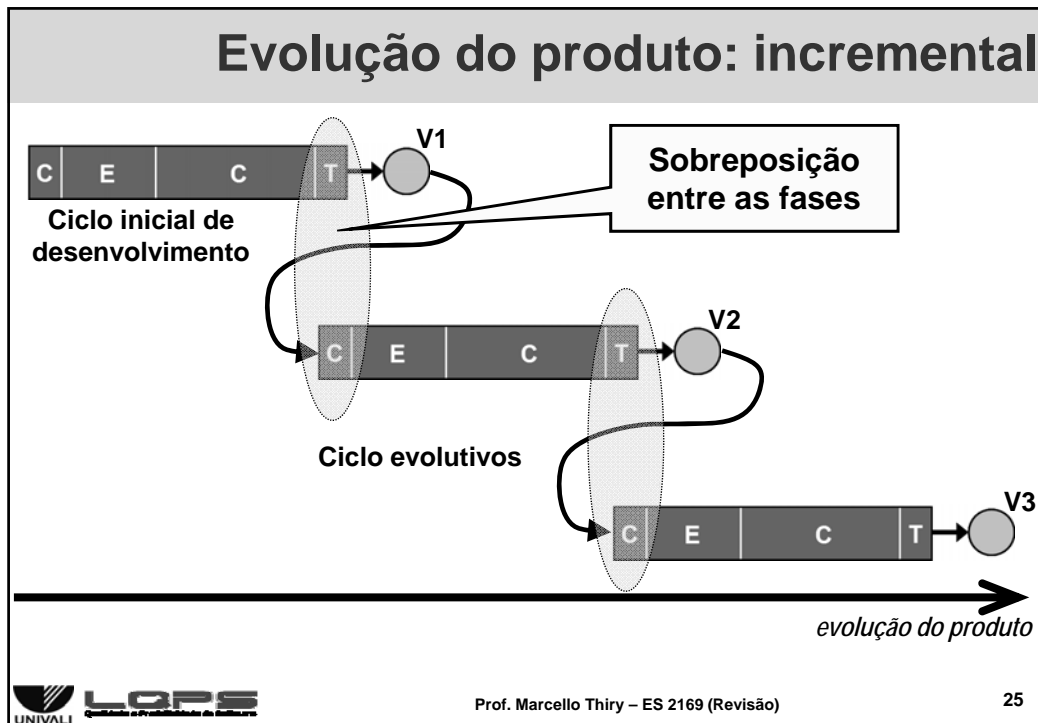 Evolução do produto: incremental
C E C T
V1
Sobreposição
entre as fases
Ciclo inicial de
desenvolvimento
C E C T
V2
Ciclo evolutivos
C E C T
V3
evolução do produto
UNIVALI
LQPS
Prof. Marcello Thiry – ES 2169 (Revisão)
25